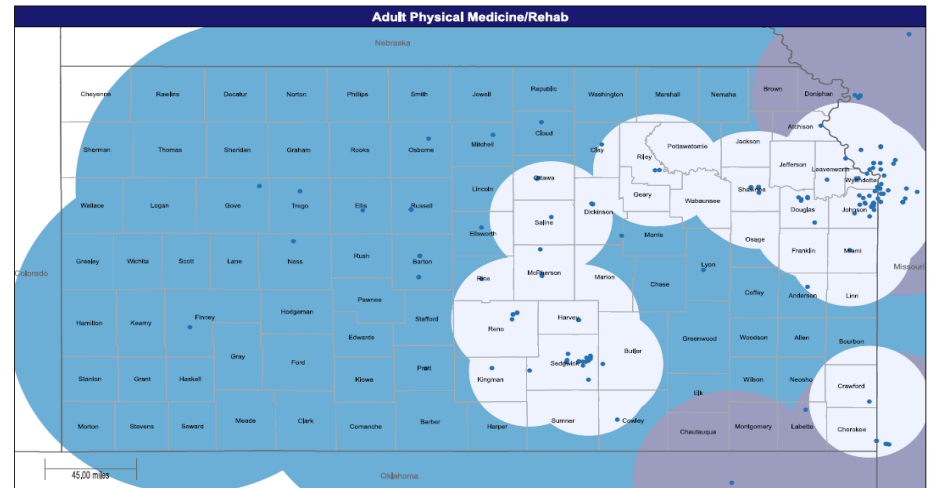 Adult Physical Medicine/Rehab
Nebraska
Cheyenne Rawlins Decatur Norton Phillips Smith Jewell Republic Washington Marshall Nemaha Brown Doniphan
Sherman Thomas Sheridan Graham Rooks Osborne Mitchell Cloud Clay Riley Pottawatomie Jackson Atchison Jefferson Leavenworth Wyandotte
Wallace Logan Gove Trego Ellis Russell Lincoln Ottawa Saline Dickinson Geary Wabaunsee Shawnee Douglas Johnson
Colorado Greeley Wichita Scott Lane Ness Rush Barton Ellsworth Rice McPherson Marion Morris Chase Lyon Osage Franklin Miami Missouri
Hamilton Kearny Finney Hodgeman Pawnee Edwards Stafford Reno Harvey Coffey Anderson Linn
Stanton Grant Haskell Gray Ford Kiowa Pratt Kingman Sedgwick Butler Greenwood Woodson Allen Bourbon
Morton Stevens Seward Meade Clark Comanche Barber Harper Sumner Cowley Elk Chautauqua Wilson Montgomery Neosho Labette Crawford Cherokee
45.00 miles
Oklahoma